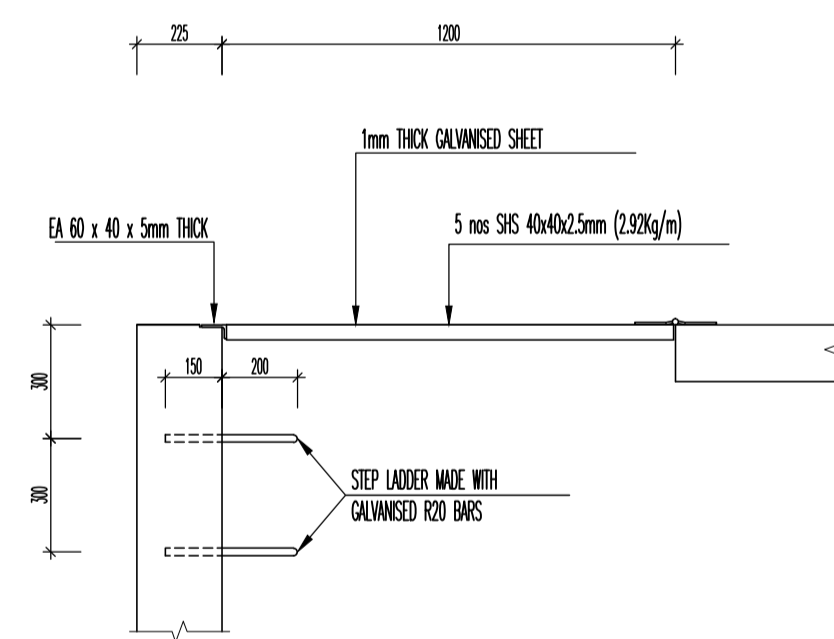 225
1200
1mm THICK GALVANISED SHEET
EA 60 x 40 x 5mm THICK
5 nos SHS 40x40x2.5mm (2.92Kg/m)
300
150
200
300
STEP LADDER MADE WITH
GALVANISED R20 BARS